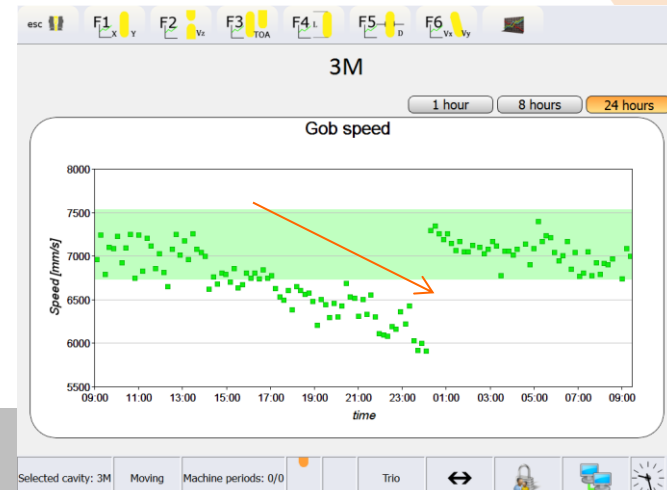 esc F1 X Y F2 Vz F3 TOA F4 L F5 D F6 Vx Vy
3M
1 hour 8 hours 24 hours
Gob speed
8000
7500
7000
6500
6000
5500
Speed [mm/s]
09:00 11:00 13:00 15:00 17:00 19:00 21:00 23:00 01:00 03:00 05:00 07:00 09:00
time
Selected cavity: 3M Moving Machine periods: 0/0 Trio